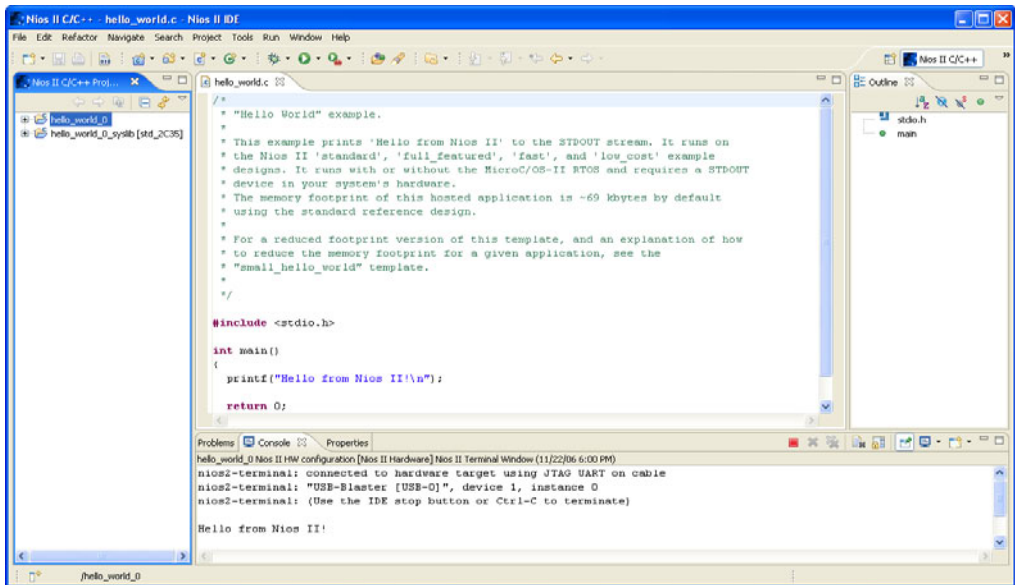 Nios II C/C++ - hello_world.c - Nios II IDE
File Edit Refactor Navigate Search Project Tools Run Window Help
Nios II C/C++
Nios II C/C++ Proj...
hello_world_0
hello_world_0_syslib [std_2C35]
hello_world.c
/*
* "Hello World" example.
*
* This example prints 'Hello from Nios II' to the STDOUT stream. It runs on
* the Nios II 'standard', 'full_featured', 'fast', and 'low_cost' example
* designs. It runs with or without the MicroC/OS-II RTOS and requires a STDOUT
* device in your system's hardware.
* The memory footprint of this hosted application is ~69 kbytes by default
* using the standard reference design.
*
* For a reduced footprint version of this template, and an explanation of how
* to reduce the memory footprint for a given application, see the
* "small_hello_world" template.
*
*/
#include <stdio.h>
int main()
{
printf("Hello from Nios II!\n");
return 0;
Outline
stdio.h
main
Problems Console Properties
hello_world_0 Nios II HW configuration [Nios II Hardware] Nios II Terminal Window (11/22/06 6:00 PM)
nios2-terminal: connected to hardware target using JTAG UART on cable
nios2-terminal: "USB-Blaster [USB-0]", device 1, instance 0
nios2-terminal: (Use the IDE stop button or Ctrl-C to terminate)
Hello from Nios II!
/hello_world_0